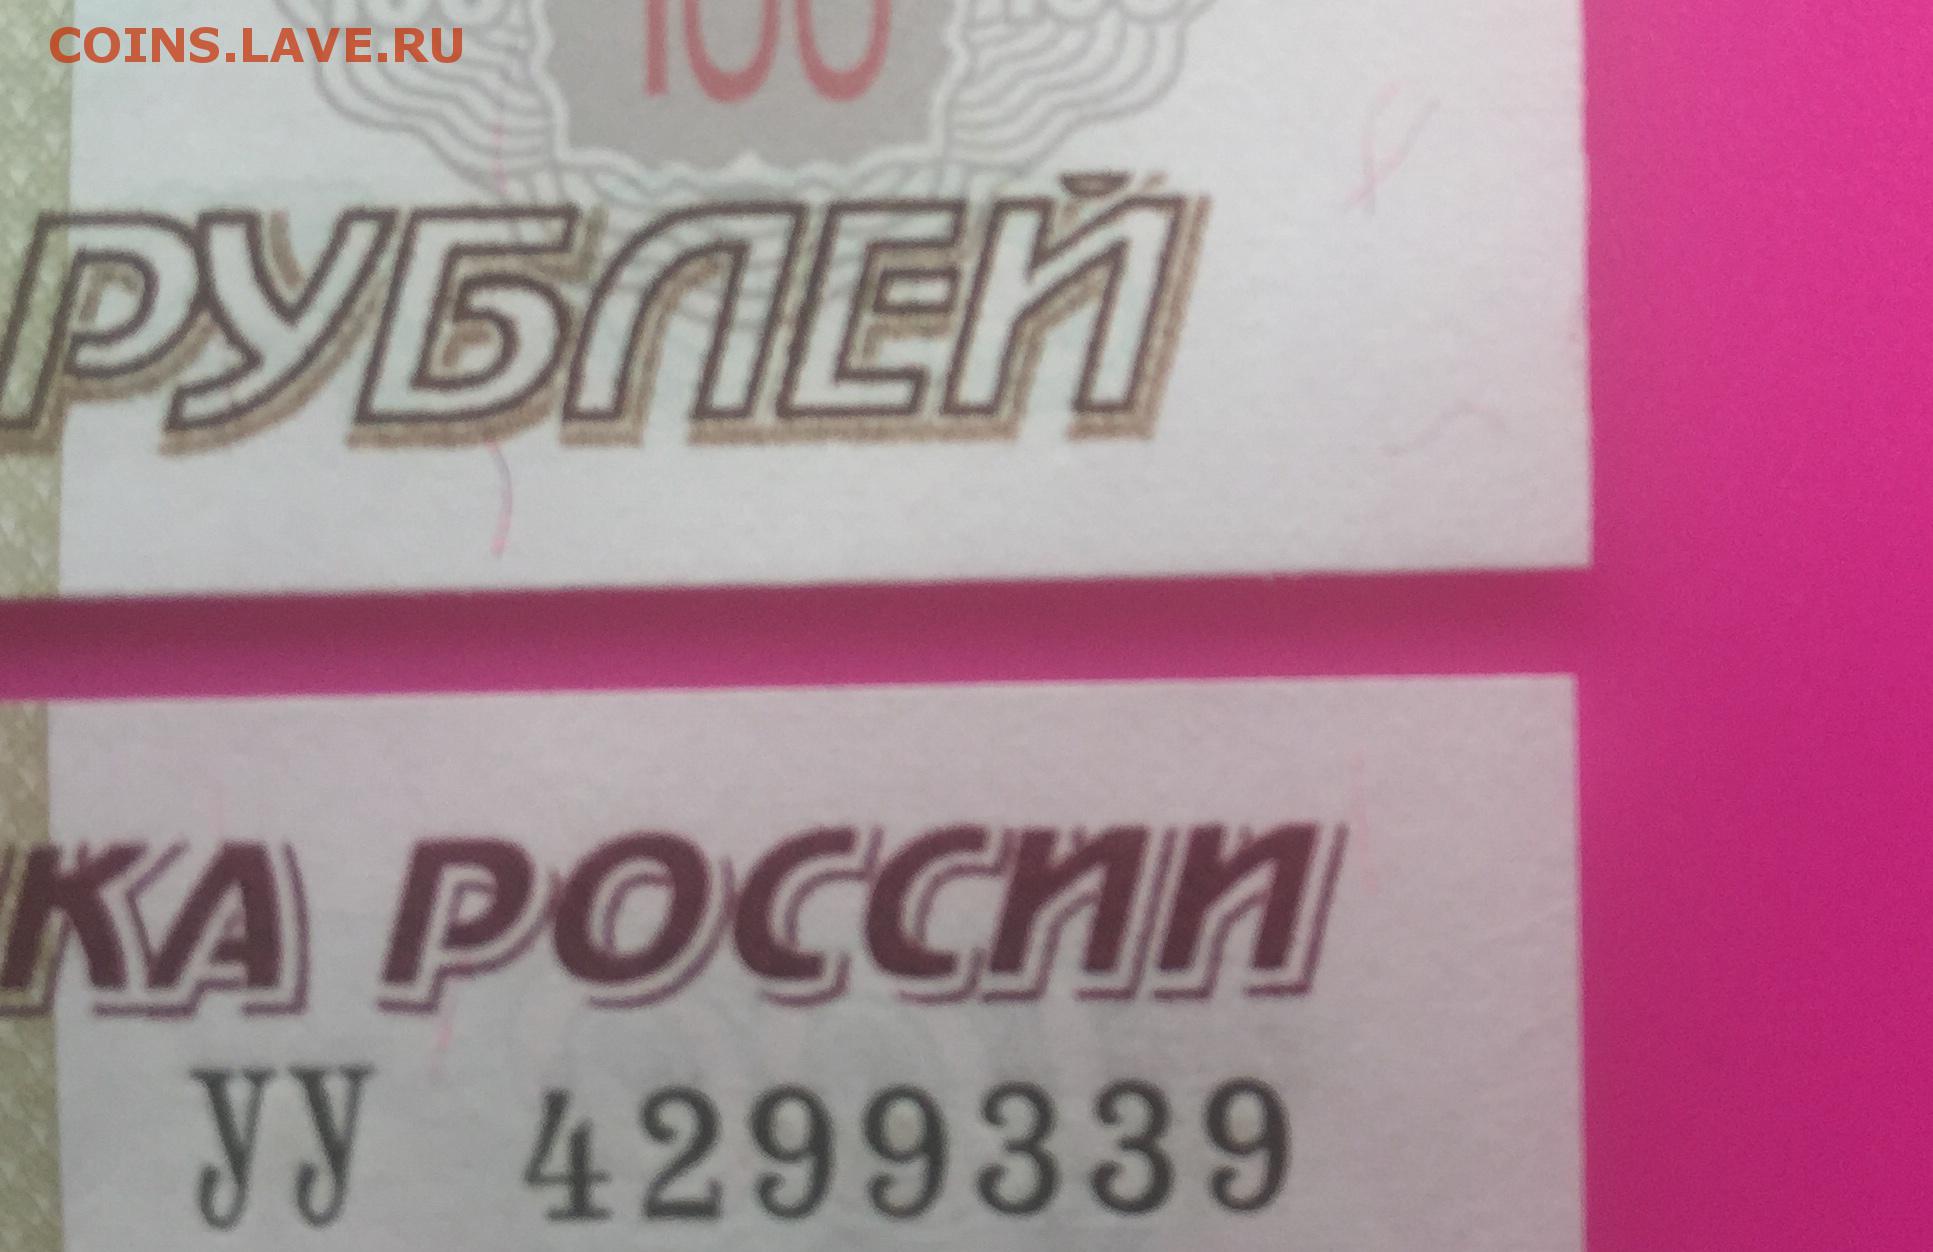 COINS.LAVE.RU
100
РУБЛЕЙ
КА РОССИИ
УУ 4299339